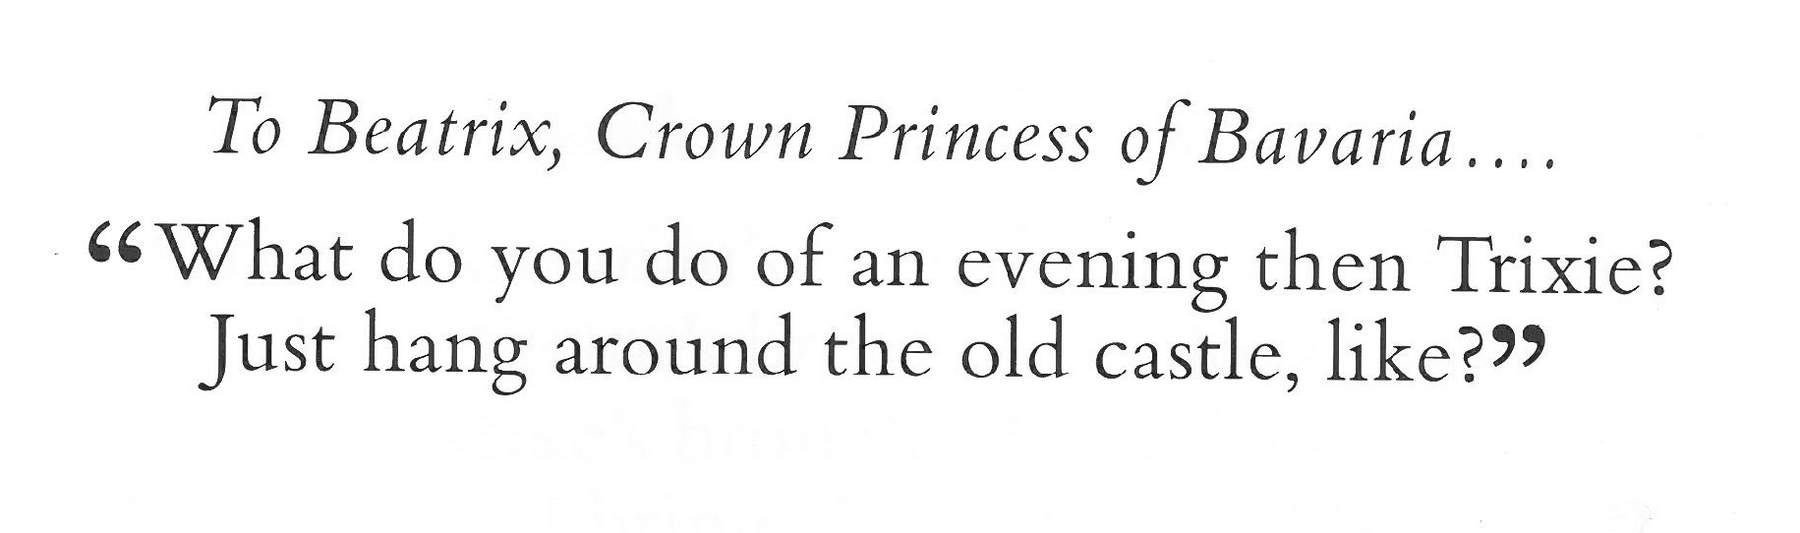 To Beatrix, Crown Princess of Bavaria....
“What do you do of an evening then Trixie?
Just hang around the old castle, like?”